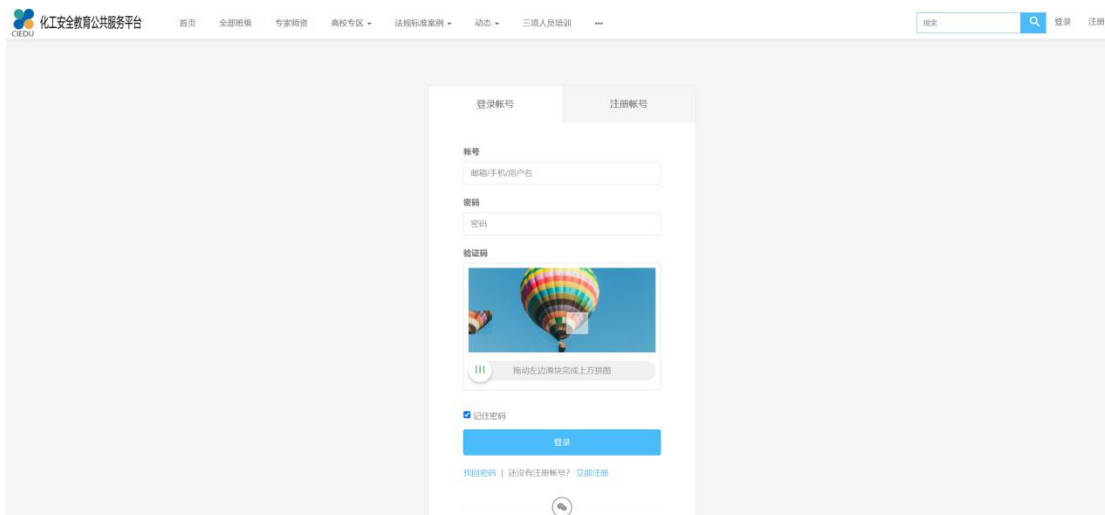 化工安全教育公共服务平台
CIEDU
首页 全部班级 专家师资 高校专区 法规标准案例 动态 三项人员培训 ···
搜索
登录 注册
登录帐号 注册帐号
帐号
邮箱/手机/用户名
密码
密码
验证码
拖动左边滑块完成上方拼图
记住密码
登录
找回密码 | 还没有注册帐号? 立即注册